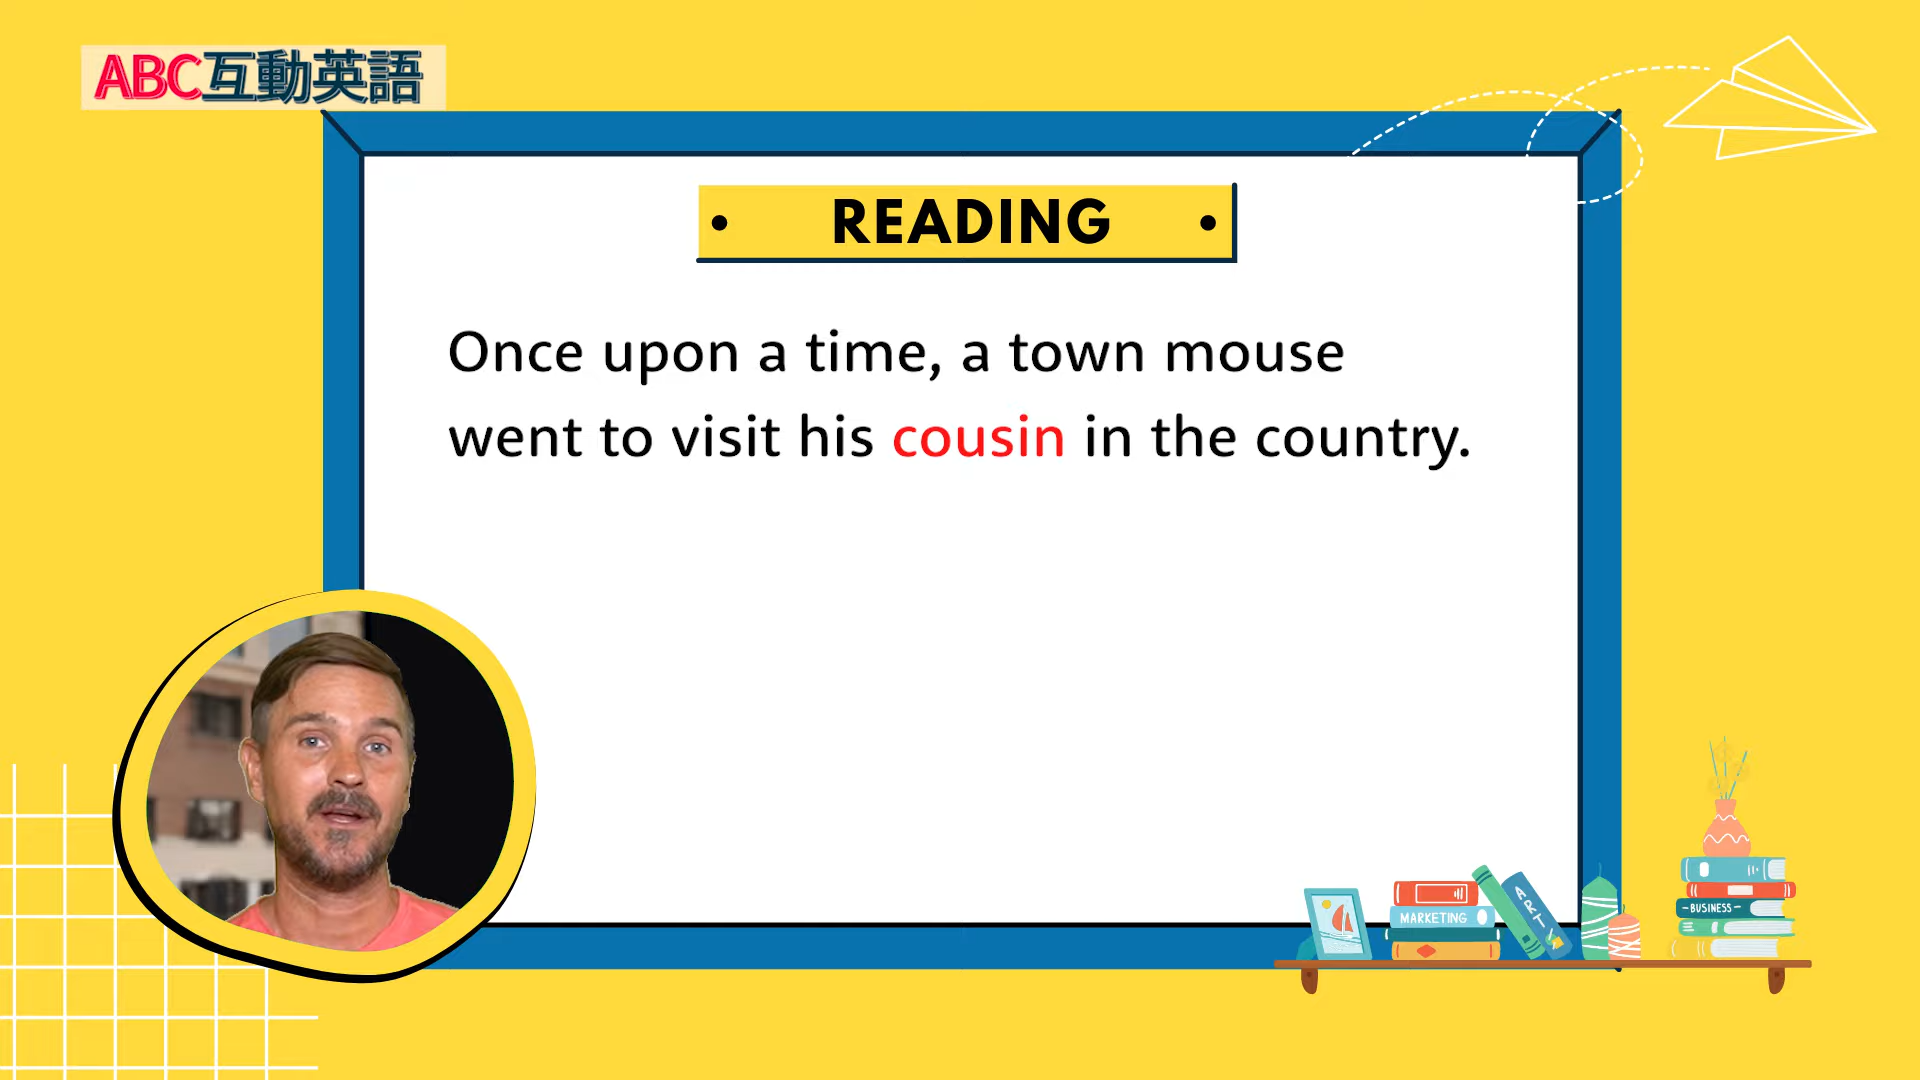 ABC互動英語
READING
Once upon a time, a town mouse
went to visit his cousin in the country.
MARKETING
ART
BUSINESS